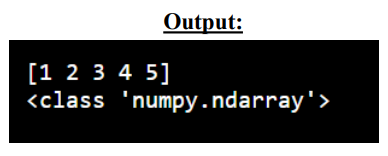 Output:
[1 2 3 4 5]
<class 'numpy.ndarray'>